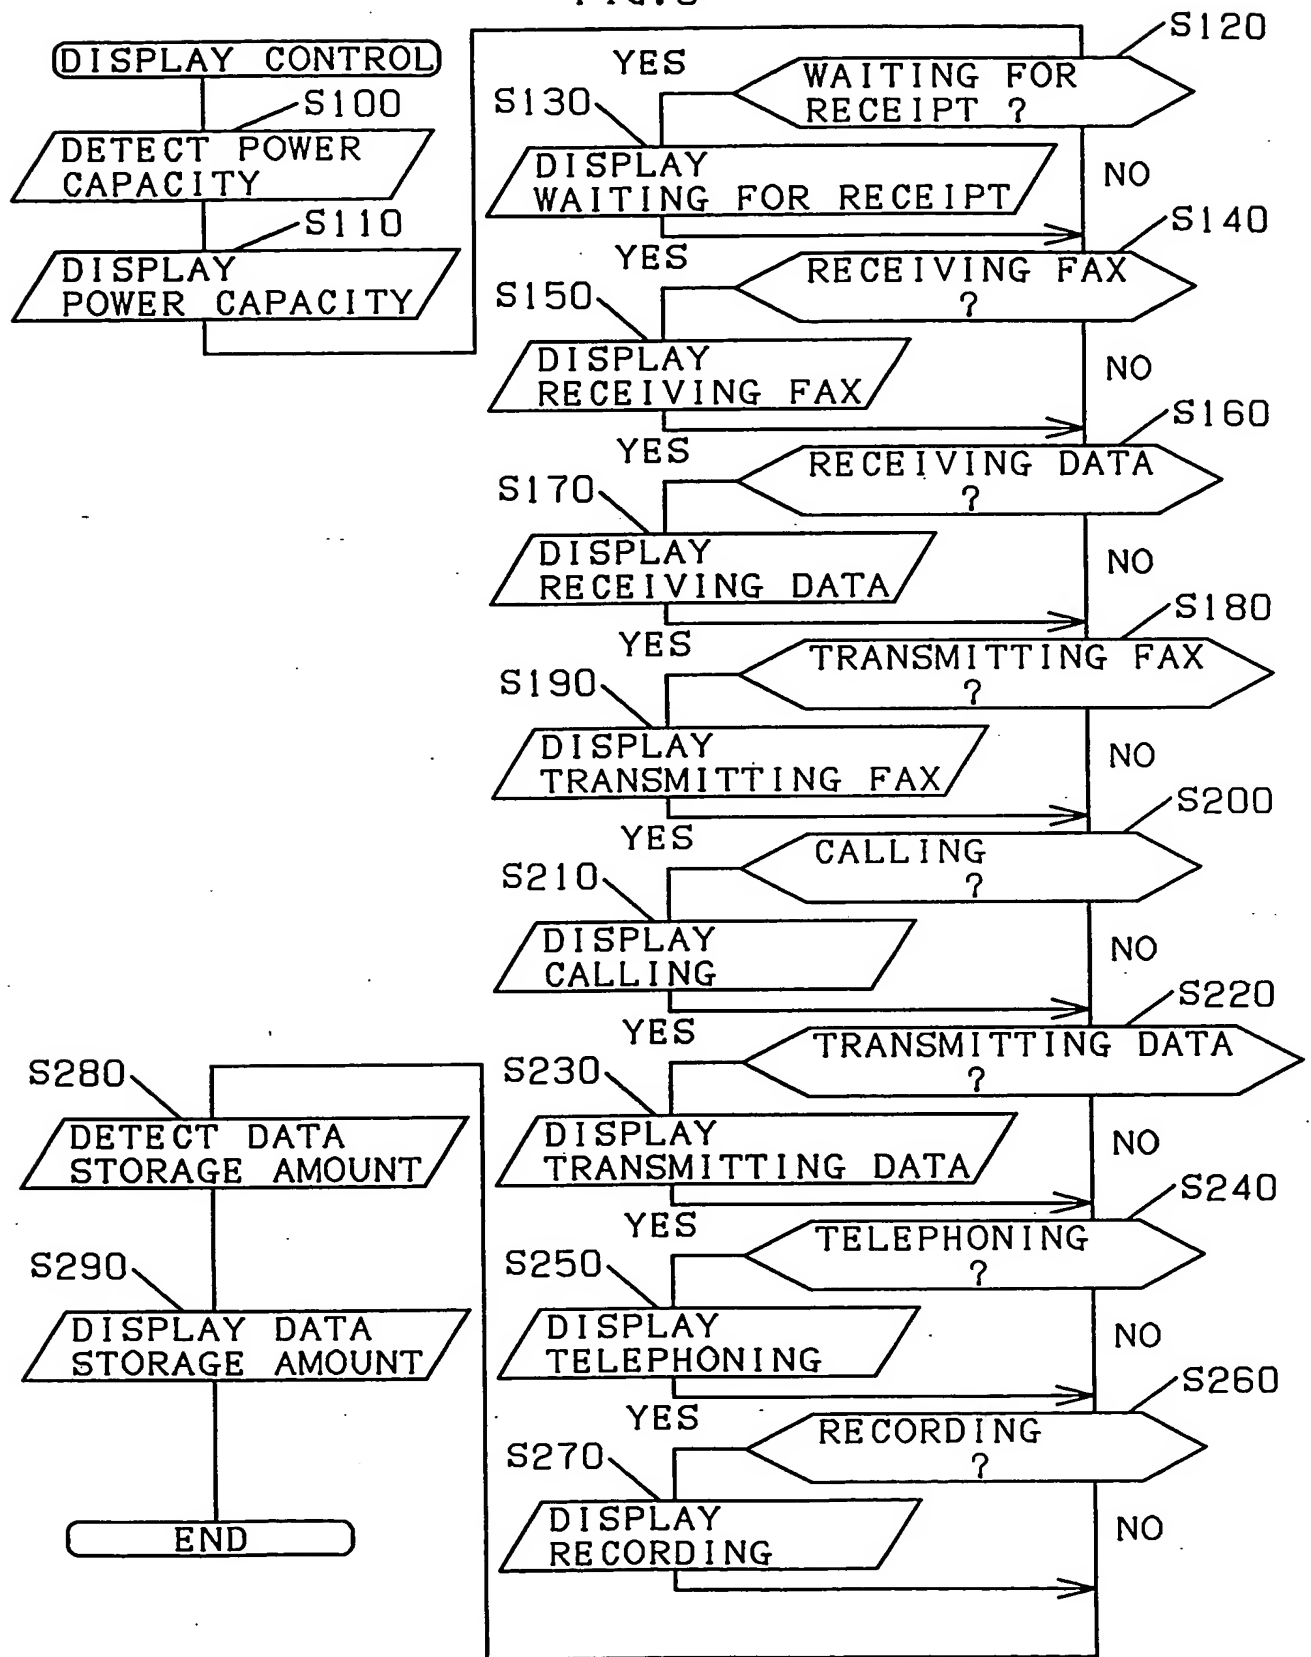 DISPLAY CONTROL
S100
DETECT POWER
CAPACITY
S110
DISPLAY
POWER CAPACITY
S120
WAITING FOR
RECEIPT ?
YES
NO
S130
DISPLAY
WAITING FOR RECEIPT
S140
RECEIVING FAX
?
YES
NO
S150
DISPLAY
RECEIVING FAX
S160
RECEIVING DATA
?
YES
NO
S170
DISPLAY
RECEIVING DATA
S180
TRANSMITTING FAX
?
YES
NO
S190
DISPLAY
TRANSMITTING FAX
S200
CALLING
?
YES
NO
S210
DISPLAY
CALLING
S220
TRANSMITTING DATA
?
YES
NO
S230
DISPLAY
TRANSMITTING DATA
S240
TELEPHONING
?
YES
NO
S250
DISPLAY
TELEPHONING
S260
RECORDING
?
YES
NO
S270
DISPLAY
RECORDING
S280
DETECT DATA
STORAGE AMOUNT
S290
DISPLAY DATA
STORAGE AMOUNT
END